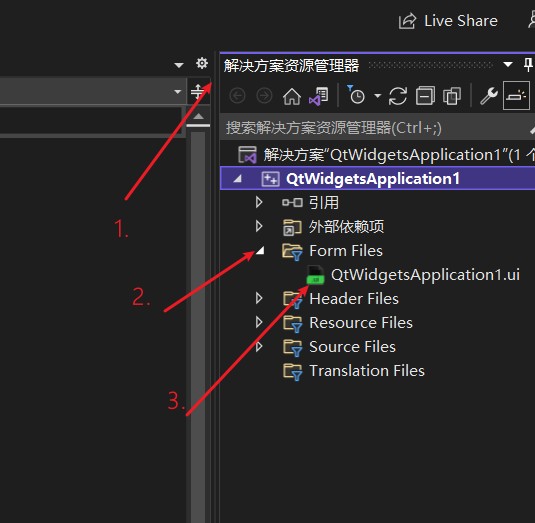 Live Share
解决方案资源管理器
搜索解决方案资源管理器(Ctrl+;)
解决方案"QtWidgetsApplication1"(1 个
QtWidgetsApplication1
引用
1.
外部依赖项
Form Files
QtWidgetsApplication1.ui
2.
Header Files
Resource Files
Source Files
Translation Files
3.